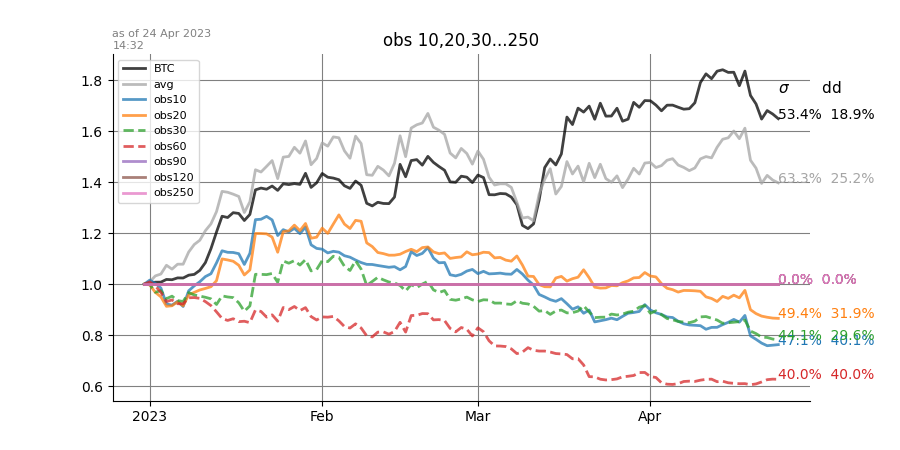 as of 24 Apr 2023
14:32
obs 10,20,30...250
BTC
avg
obs10
obs20
obs30
obs60
obs90
obs120
obs250
σ dd
53.4% 18.9%
63.3% 25.2%
0.0% 0.0%
49.4% 31.9%
44.1% 29.6%
47.1% 40.1%
40.0% 40.0%
1.8
1.6
1.4
1.2
1.0
0.8
0.6
2023 Feb Mar Apr